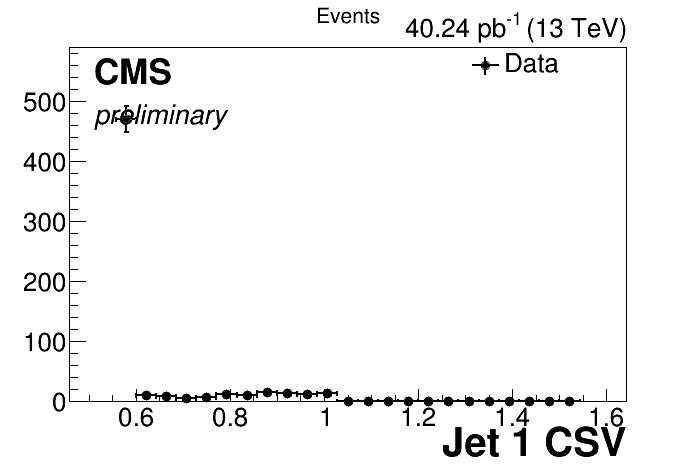 Events
40.24 pb-1 (13 TeV)
CMS
Data
preliminary
500
400
300
200
100
0
0.6 0.8 1 1.2 1.4 1.6
Jet 1 CSV